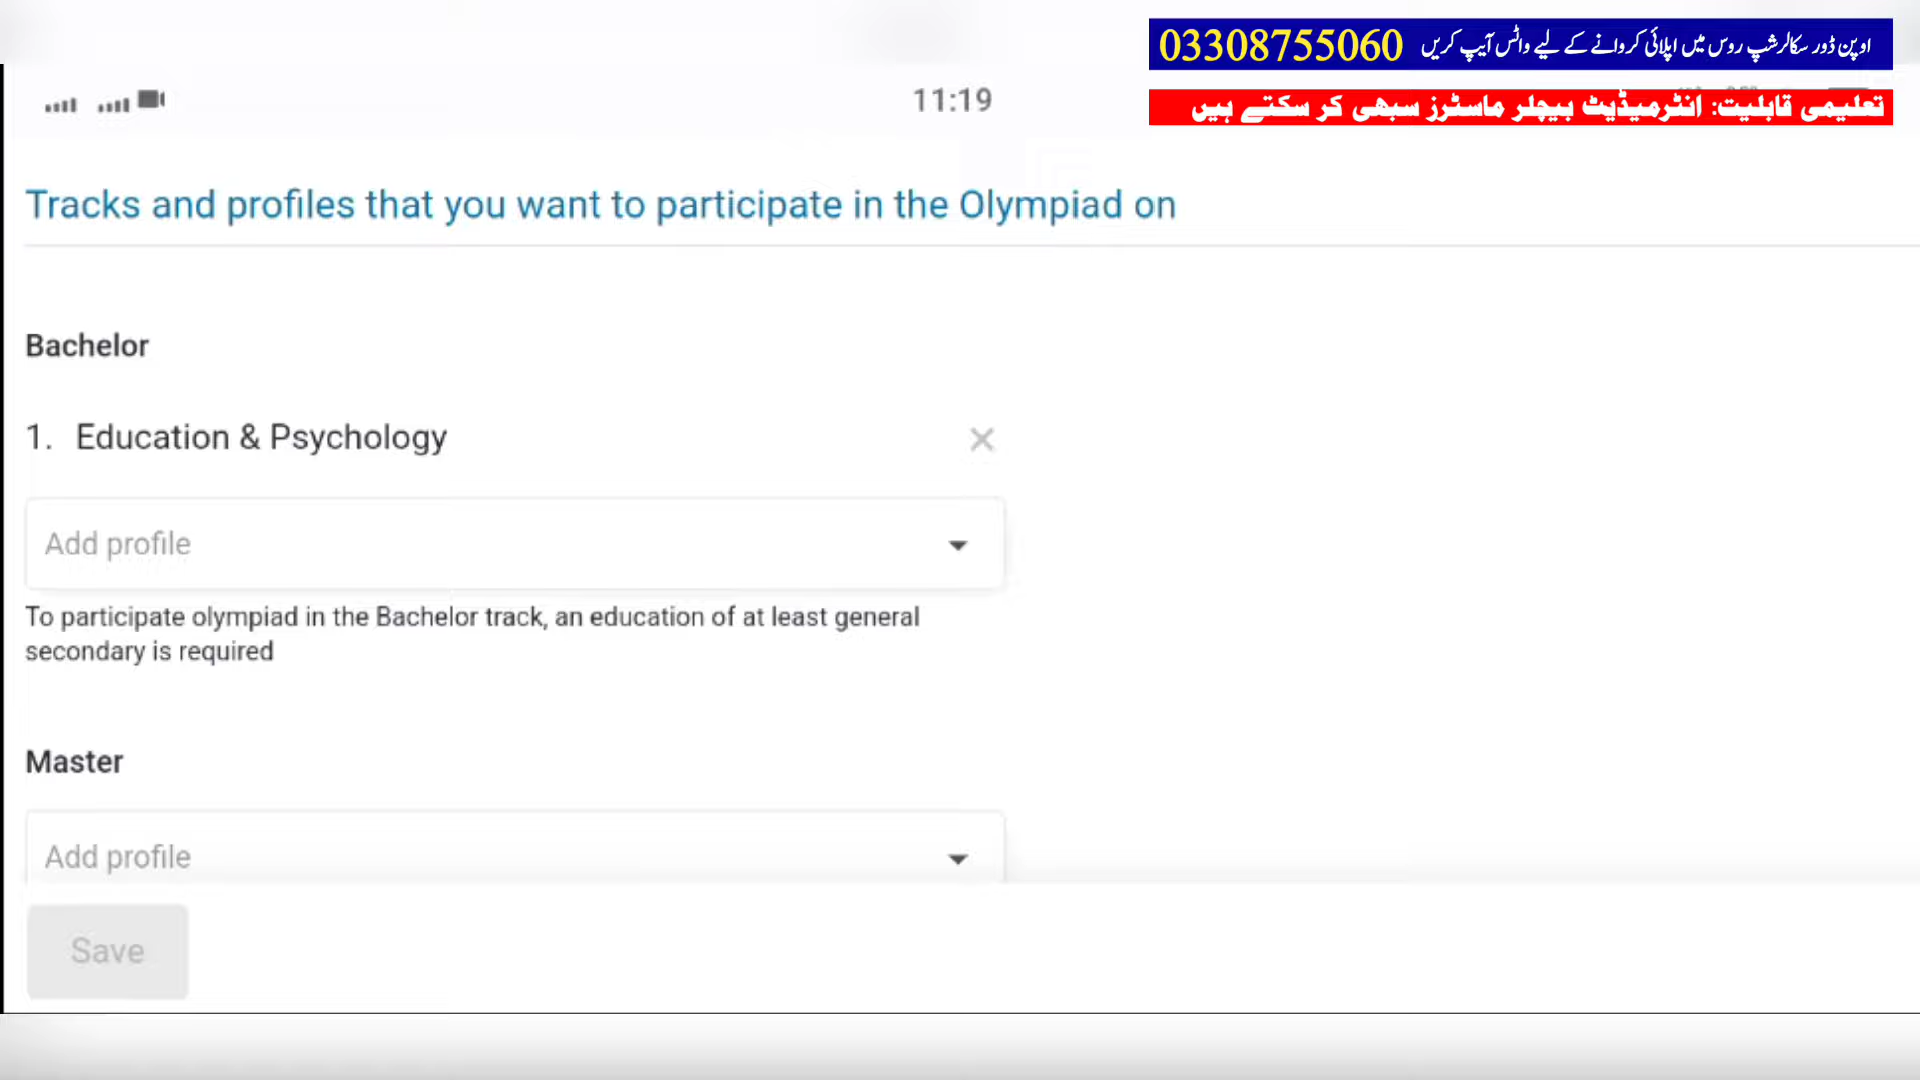 03308755060 اوپن ڈور سکالرشپ روس میں اپلائی کروانے کے لیے واٹس آیپ کریں
تعلیمی قابلیت: انٹرمیڈیٹ بیچلر ماسٹرز سبھی کر سکتے ہیں
11:19
Tracks and profiles that you want to participate in the Olympiad on
Bachelor
1. Education & Psychology
Add profile
To participate olympiad in the Bachelor track, an education of at least general
secondary is required
Master
Add profile
Save